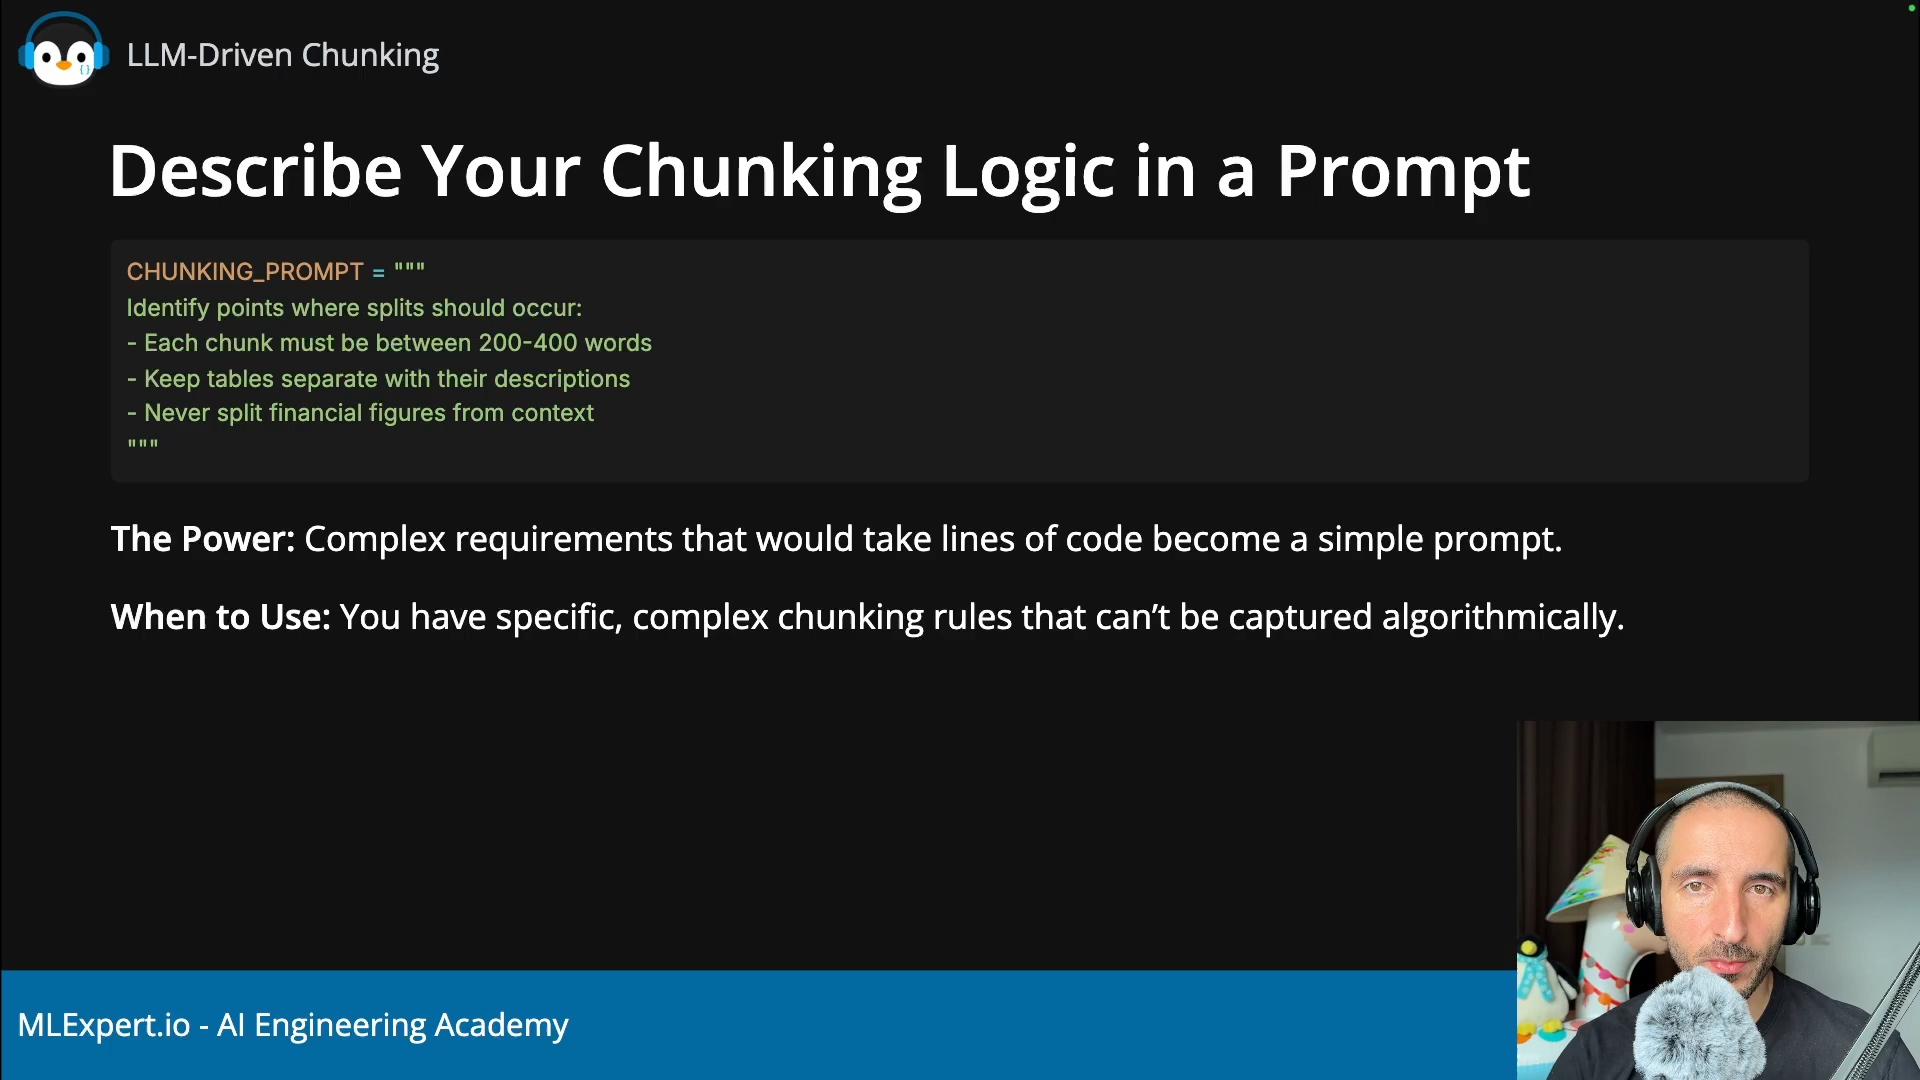 LLM-Driven Chunking
Describe Your Chunking Logic in a Prompt
CHUNKING_PROMPT = """
Identify points where splits should occur:
- Each chunk must be between 200-400 words
- Keep tables separate with their descriptions
- Never split financial figures from context
"""
The Power: Complex requirements that would take lines of code become a simple prompt.
When to Use: You have specific, complex chunking rules that can’t be captured algorithmically.
MLExpert.io - AI Engineering Academy